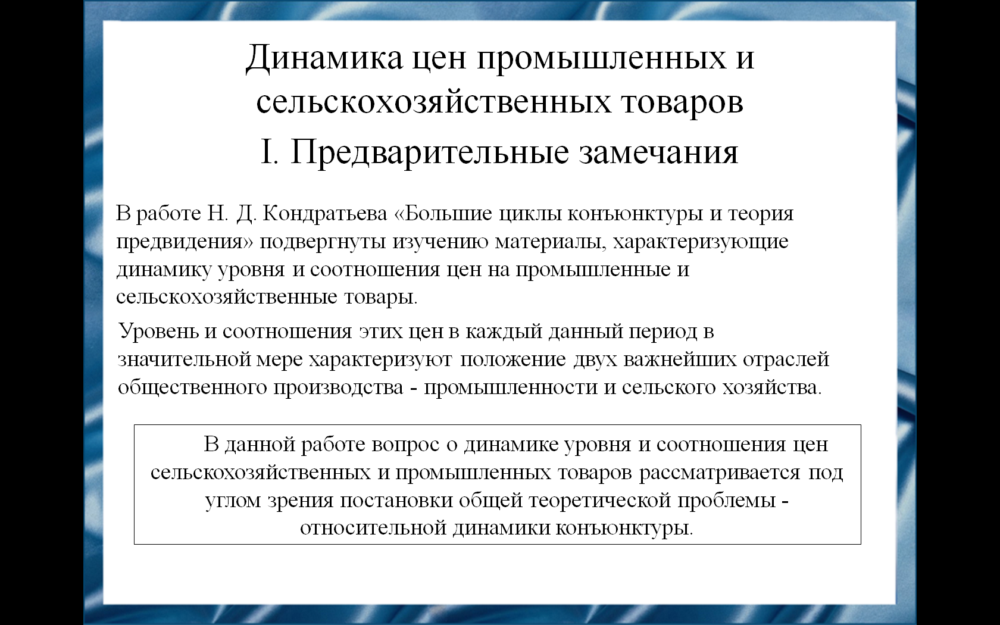 Динамика цен промышленных и
сельскохозяйственных товаров
I. Предварительные замечания
В работе Н. Д. Кондратьева «Большие циклы конъюнктуры и теория
предвидения» подвергнуты изучению материалы, характеризующие
динамику уровня и соотношения цен на промышленные и
сельскохозяйственные товары.
Уровень и соотношения этих цен в каждый данный период в
значительной мере характеризуют положение двух важнейших отраслей
общественного производства - промышленности и сельского хозяйства.
В данной работе вопрос о динамике уровня и соотношения цен
сельскохозяйственных и промышленных товаров рассматривается под
углом зрения постановки общей теоретической проблемы -
относительной динамики конъюнктуры.